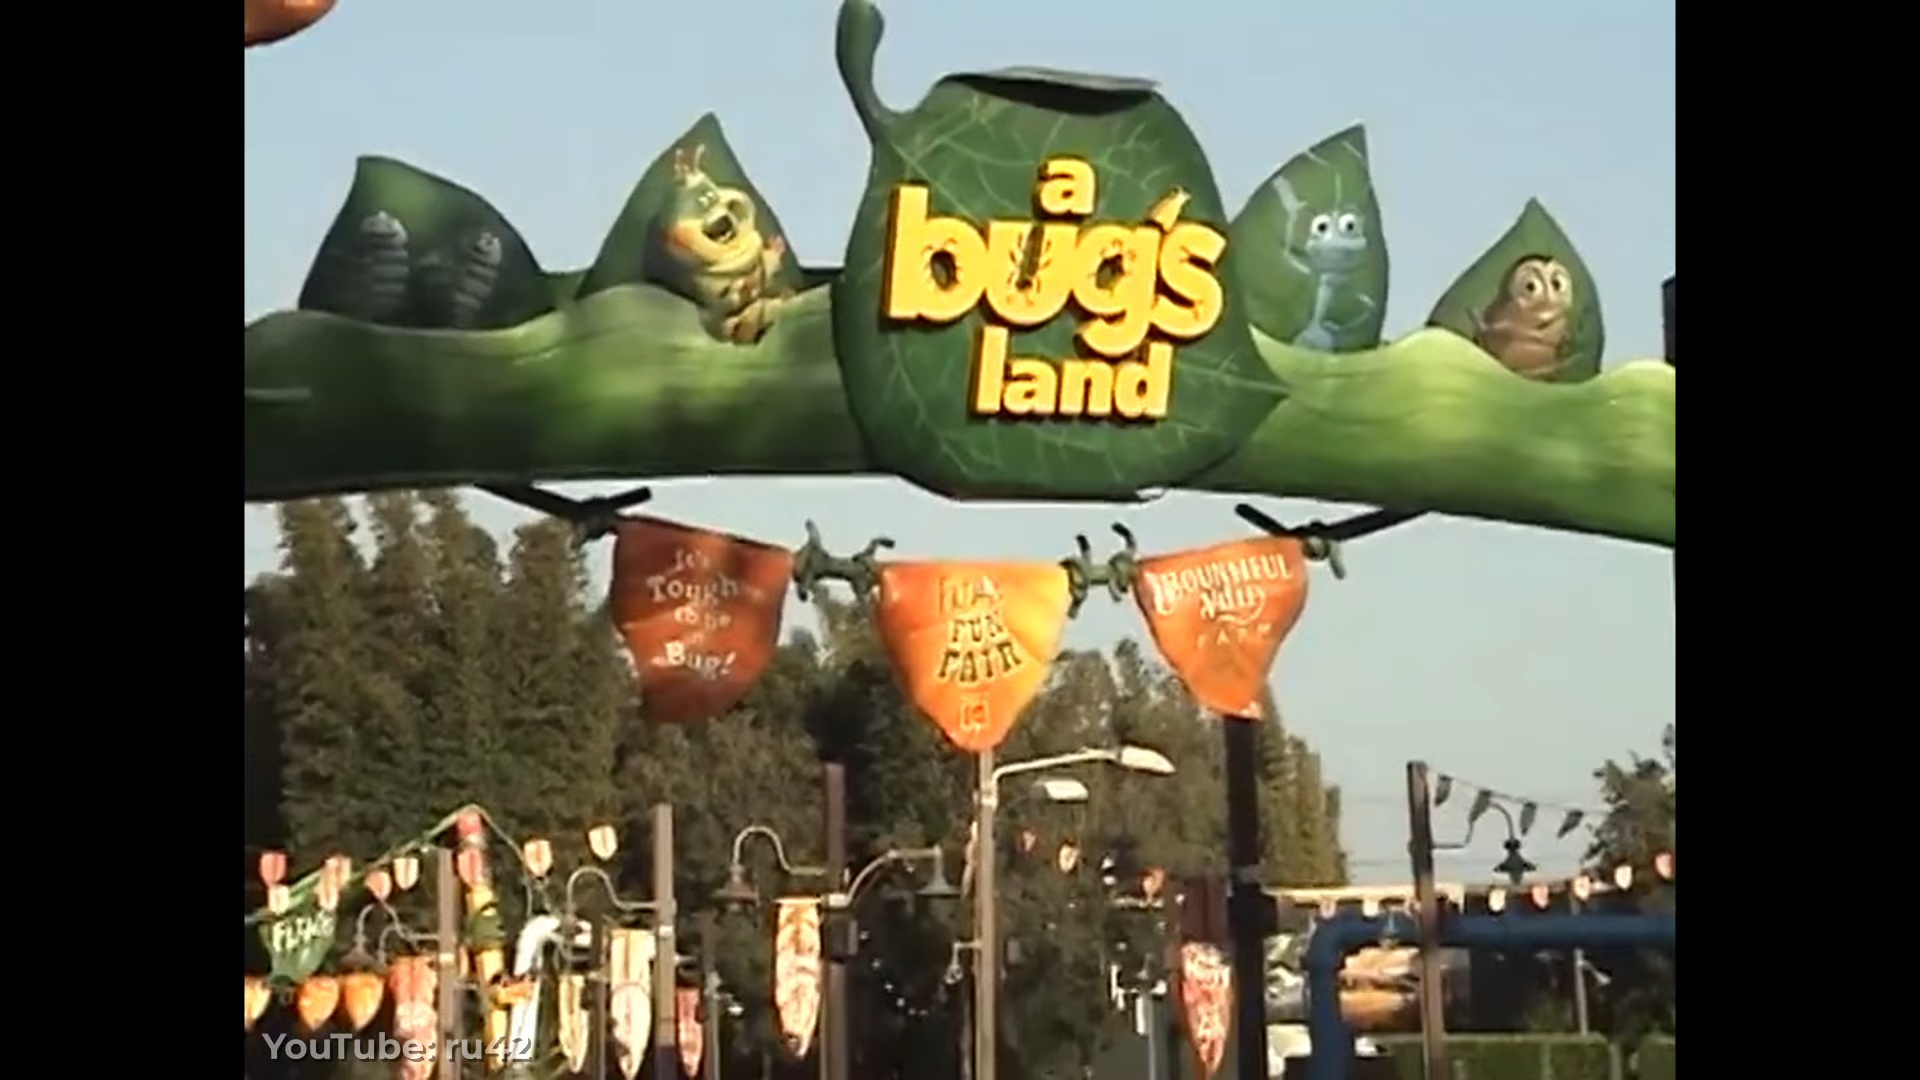 a
bug's
land
It's
Tough
to be
a
Bug!
FLIK'S
FUN
FAIR
BOUNTIFUL
Valley
FARM
YouTube: ru42